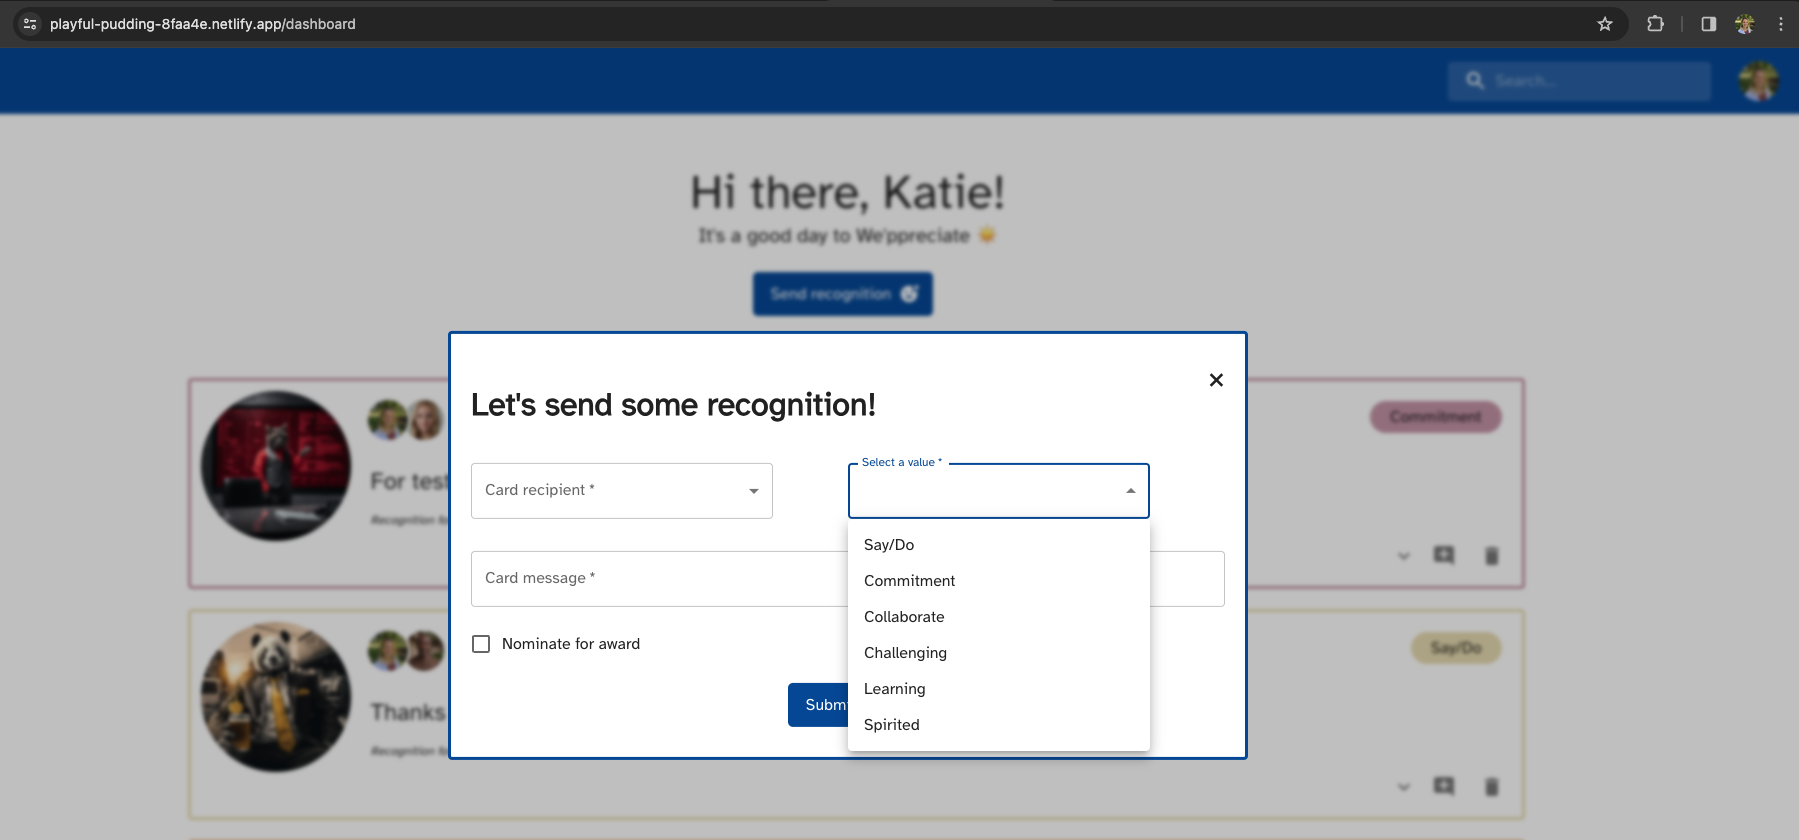 playful-pudding-8faa4e.netlify.app/dashboard
Search...
Hi there, Katie!
It's a good day to We'ppreciate
Send recognition
Let's send some recognition!
Card recipient *
Select a value *
Say/Do
Commitment
Collaborate
Challenging
Learning
Spirited
Card message *
Nominate for award
Subm
For test
Recognition fo
Commitment
Thanks
Recognition fo
Say/Do